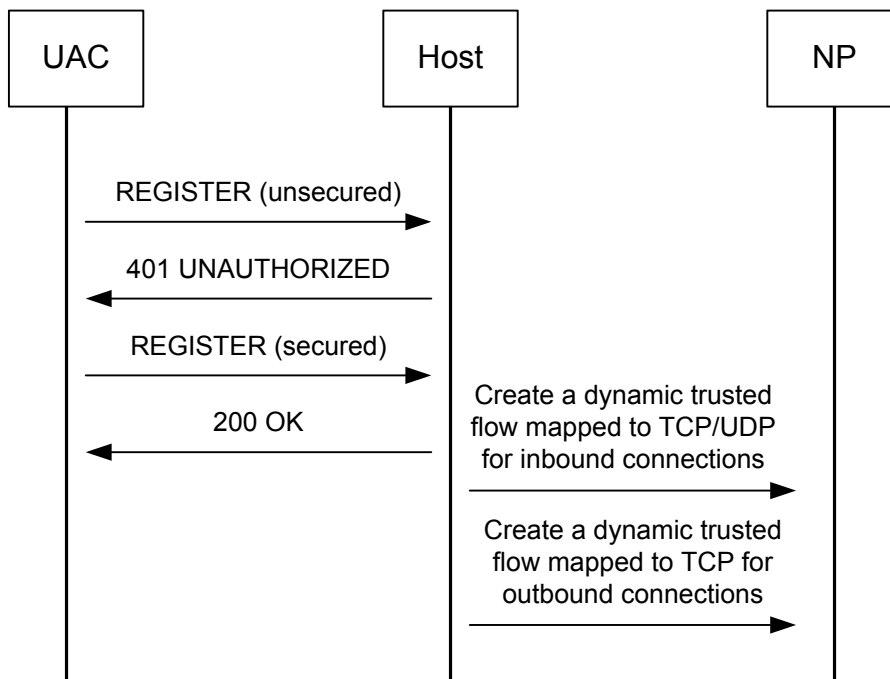 UAC
Host
NP
REGISTER (unsecured)
401 UNAUTHORIZED
REGISTER (secured)
200 OK
Create a dynamic trusted
flow mapped to TCP/UDP
for inbound connections
Create a dynamic trusted
flow mapped to TCP for
outbound connections